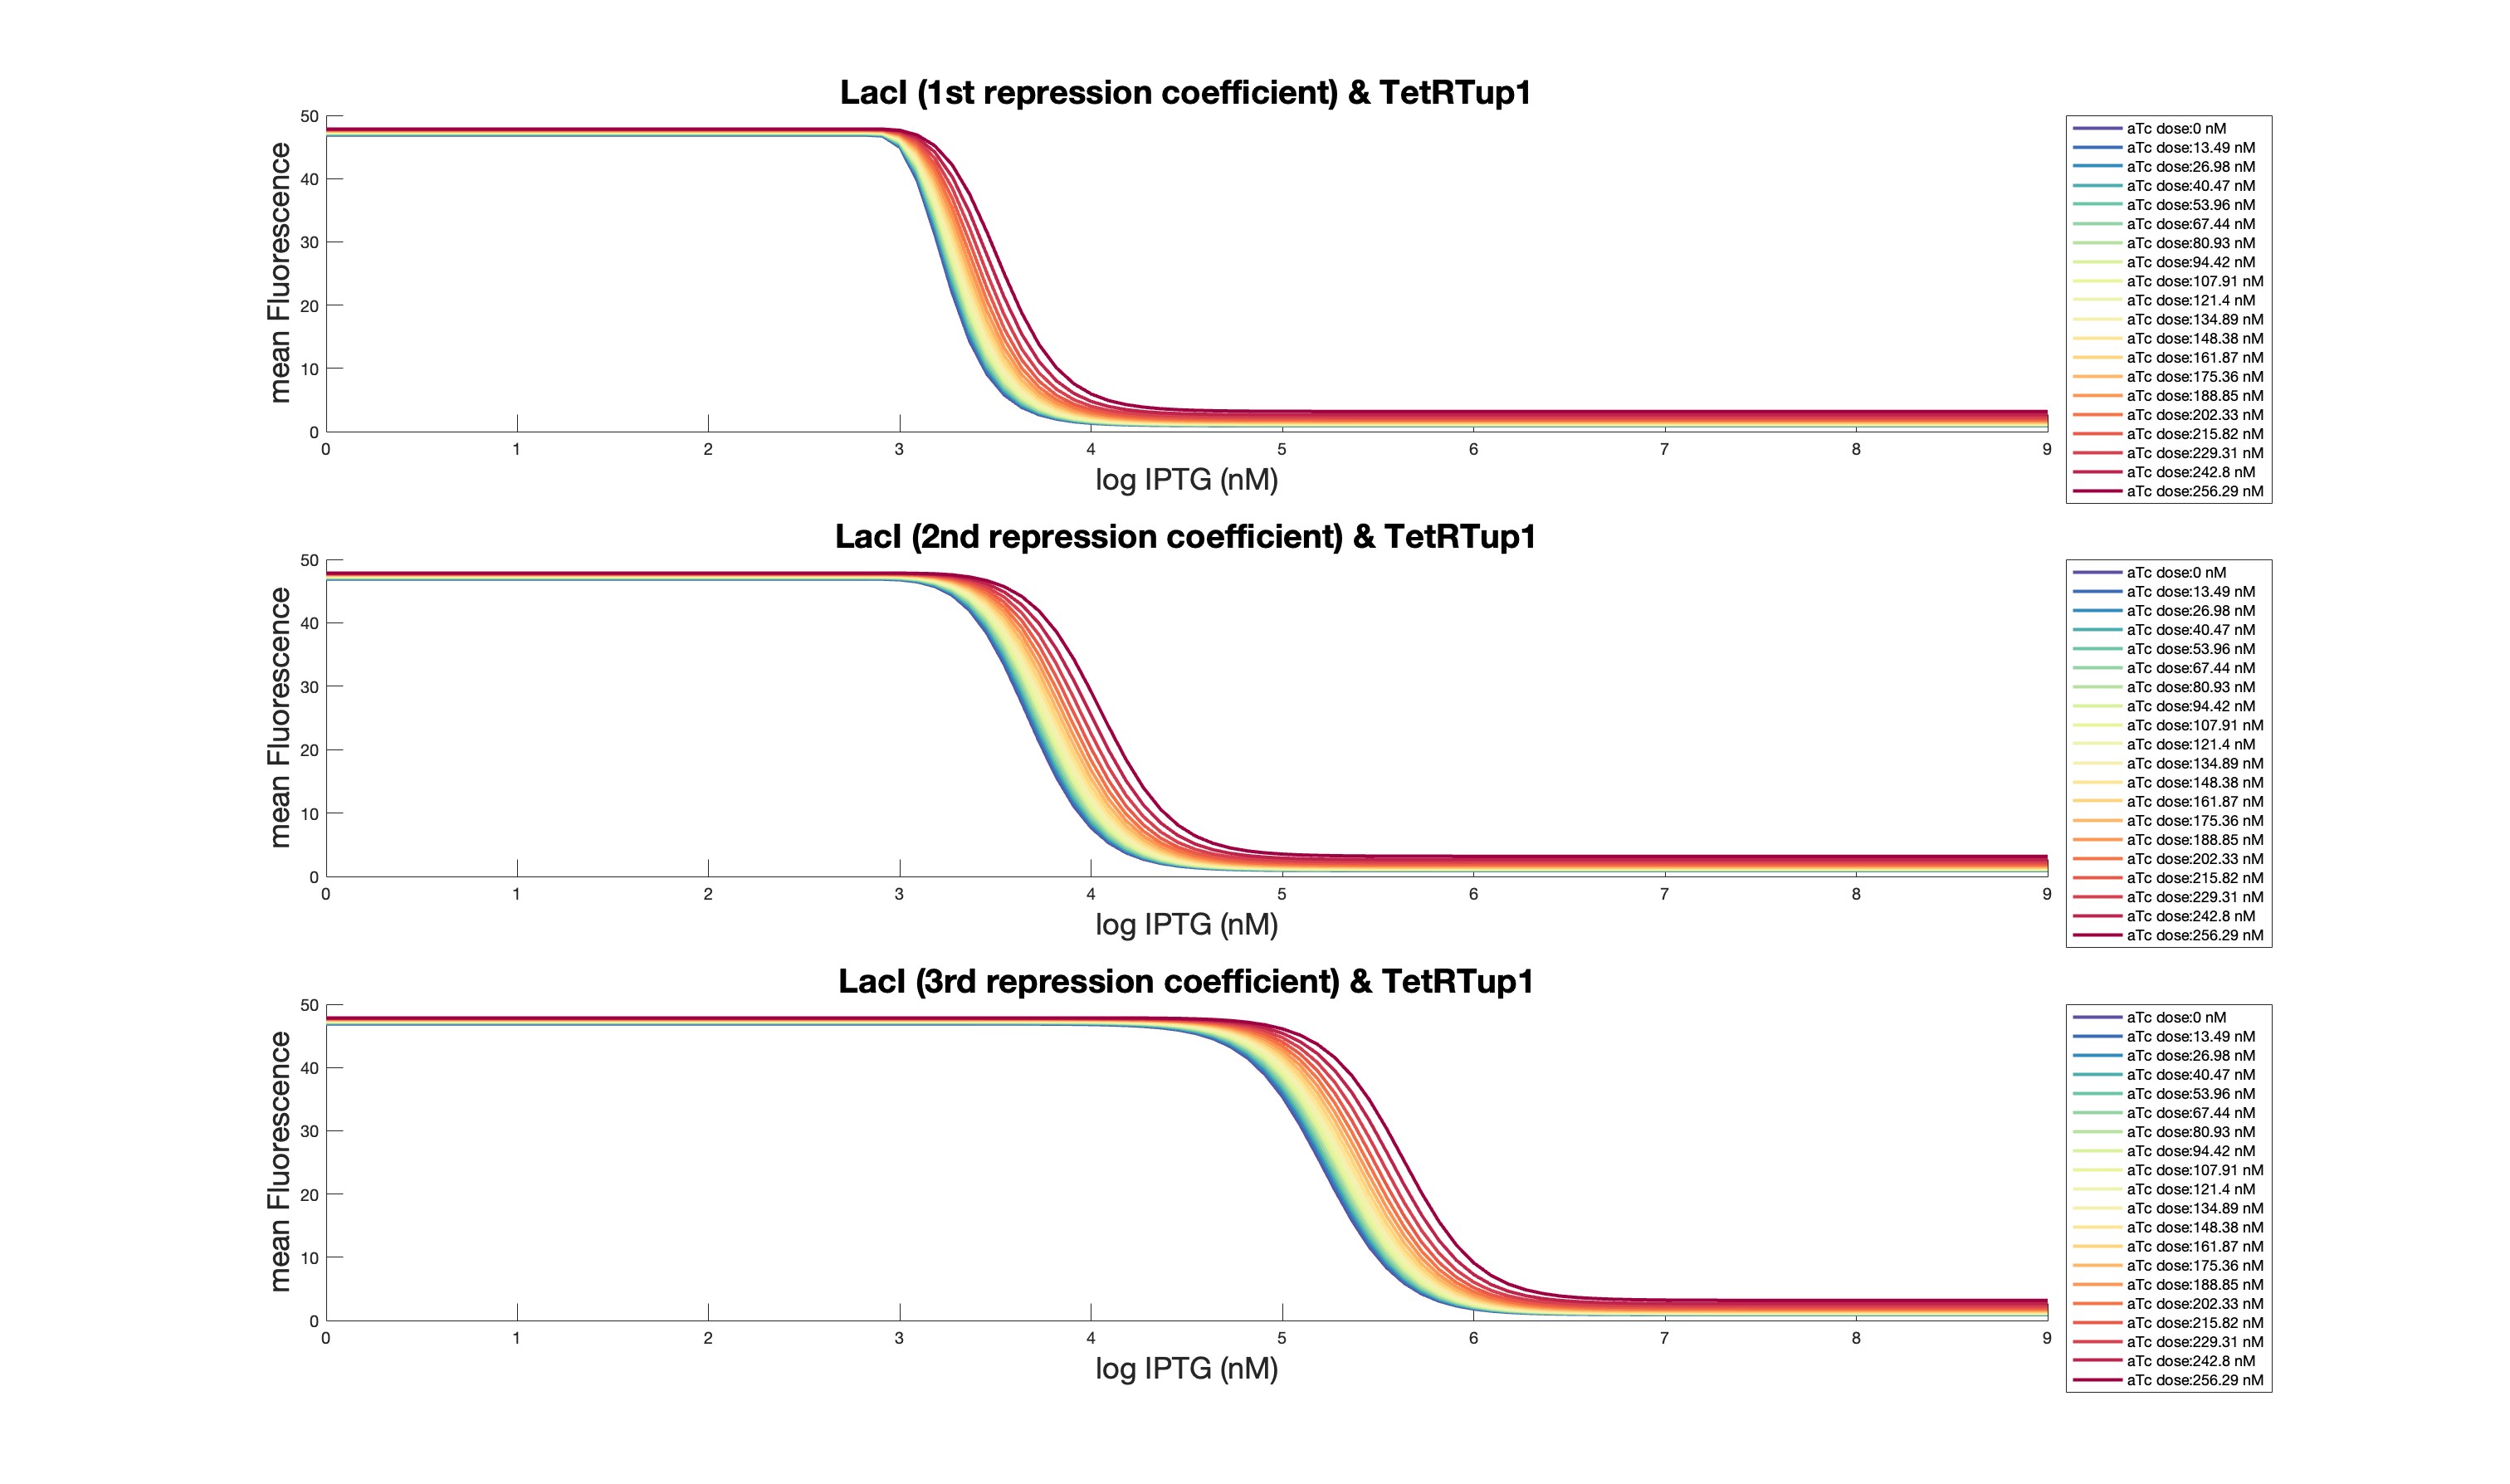 LacI (1st repression coefficient) & TetRTup1
mean Fluorescence
50
40
30
20
10
0
0 1 2 3 4 5 6 7 8 9
log IPTG (nM)
aTc dose:0 nM
aTc dose:13.49 nM
aTc dose:26.98 nM
aTc dose:40.47 nM
aTc dose:53.96 nM
aTc dose:67.44 nM
aTc dose:80.93 nM
aTc dose:94.42 nM
aTc dose:107.91 nM
aTc dose:121.4 nM
aTc dose:134.89 nM
aTc dose:148.38 nM
aTc dose:161.87 nM
aTc dose:175.36 nM
aTc dose:188.85 nM
aTc dose:202.33 nM
aTc dose:215.82 nM
aTc dose:229.31 nM
aTc dose:242.8 nM
aTc dose:256.29 nM
LacI (2nd repression coefficient) & TetRTup1
mean Fluorescence
50
40
30
20
10
0
0 1 2 3 4 5 6 7 8 9
log IPTG (nM)
aTc dose:0 nM
aTc dose:13.49 nM
aTc dose:26.98 nM
aTc dose:40.47 nM
aTc dose:53.96 nM
aTc dose:67.44 nM
aTc dose:80.93 nM
aTc dose:94.42 nM
aTc dose:107.91 nM
aTc dose:121.4 nM
aTc dose:134.89 nM
aTc dose:148.38 nM
aTc dose:161.87 nM
aTc dose:175.36 nM
aTc dose:188.85 nM
aTc dose:202.33 nM
aTc dose:215.82 nM
aTc dose:229.31 nM
aTc dose:242.8 nM
aTc dose:256.29 nM
LacI (3rd repression coefficient) & TetRTup1
mean Fluorescence
50
40
30
20
10
0
0 1 2 3 4 5 6 7 8 9
log IPTG (nM)
aTc dose:0 nM
aTc dose:13.49 nM
aTc dose:26.98 nM
aTc dose:40.47 nM
aTc dose:53.96 nM
aTc dose:67.44 nM
aTc dose:80.93 nM
aTc dose:94.42 nM
aTc dose:107.91 nM
aTc dose:121.4 nM
aTc dose:134.89 nM
aTc dose:148.38 nM
aTc dose:161.87 nM
aTc dose:175.36 nM
aTc dose:188.85 nM
aTc dose:202.33 nM
aTc dose:215.82 nM
aTc dose:229.31 nM
aTc dose:242.8 nM
aTc dose:256.29 nM